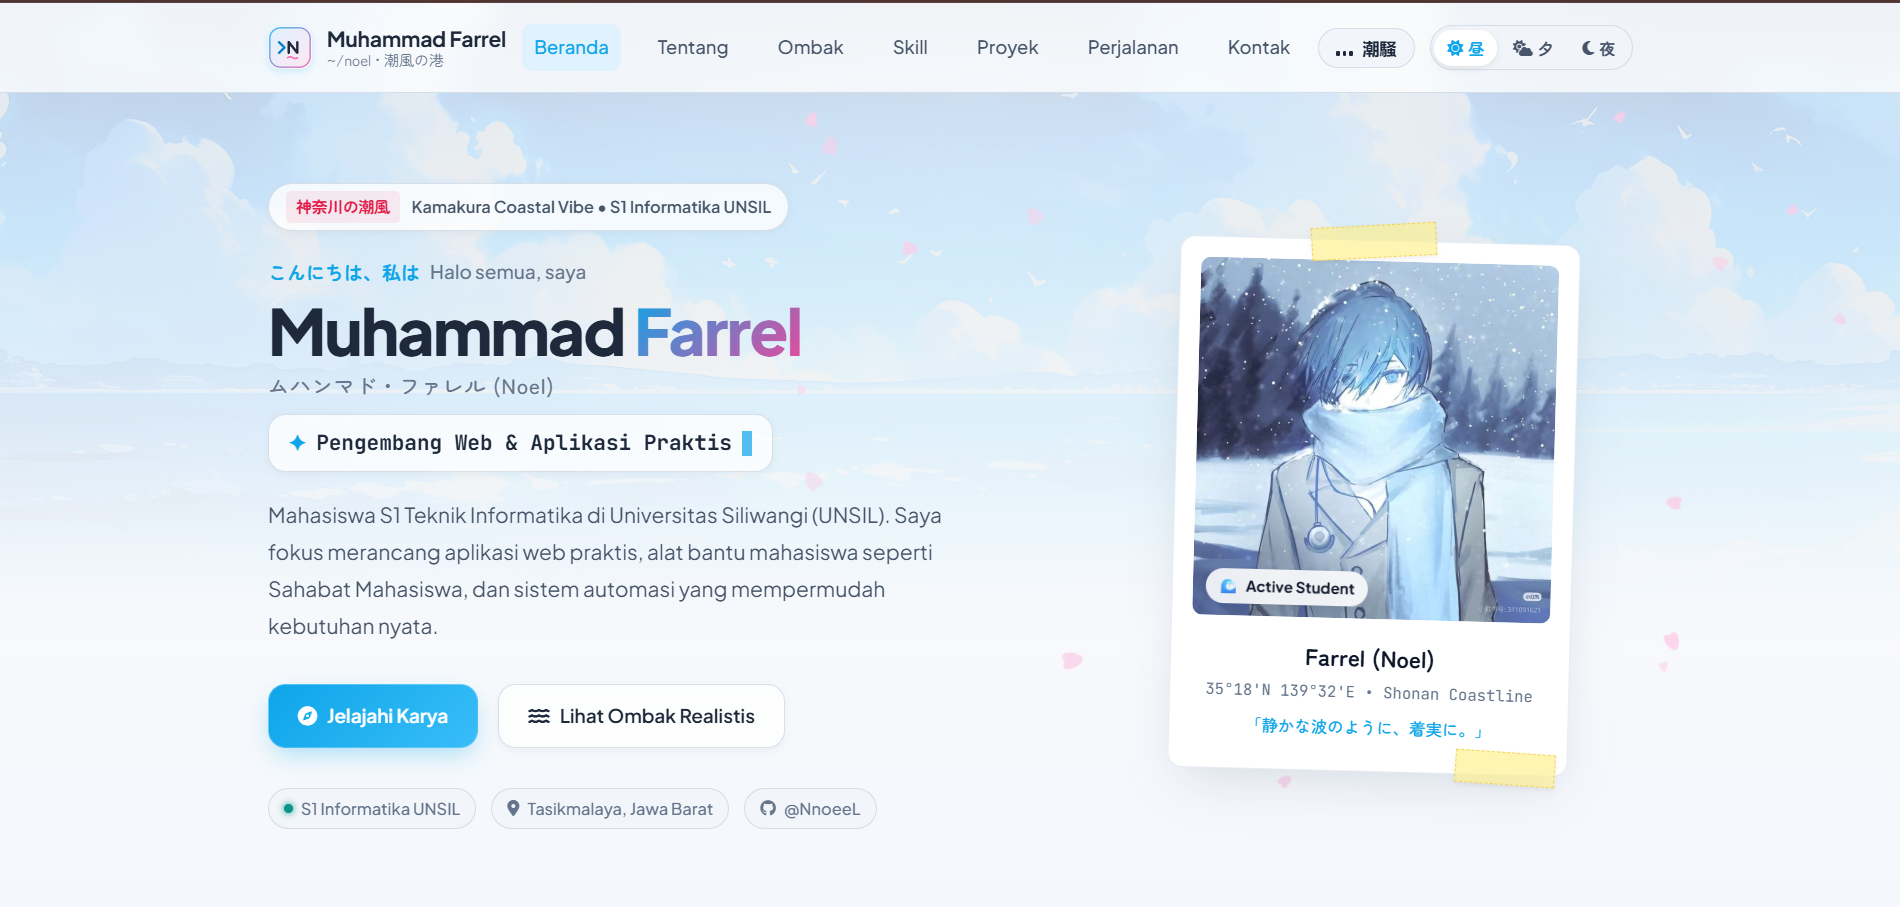 N
Muhammad Farrel
~/noel・潮風の港
Beranda
Tentang
Ombak
Skill
Proyek
Perjalanan
Kontak
... 潮騒
昼
夕
夜
神奈川の潮風 Kamakura Coastal Vibe • S1 Informatika UNSIL
こんにちは、私は Halo semua, saya
Muhammad Farrel
ムハンマド・ファレル (Noel)
✦ Pengembang Web & Aplikasi Praktis
Mahasiswa S1 Teknik Informatika di Universitas Siliwangi (UNSIL). Saya
fokus merancang aplikasi web praktis, alat bantu mahasiswa seperti
Sahabat Mahasiswa, dan sistem automasi yang mempermudah
kebutuhan nyata.
Jelajahi Karya
Lihat Ombak Realistis
S1 Informatika UNSIL
Tasikmalaya, Jawa Barat
@NnoeeL
Active Student
Farrel (Noel)
35°18'N 139°32'E • Shonan Coastline
「静かな波のように、着実に。」